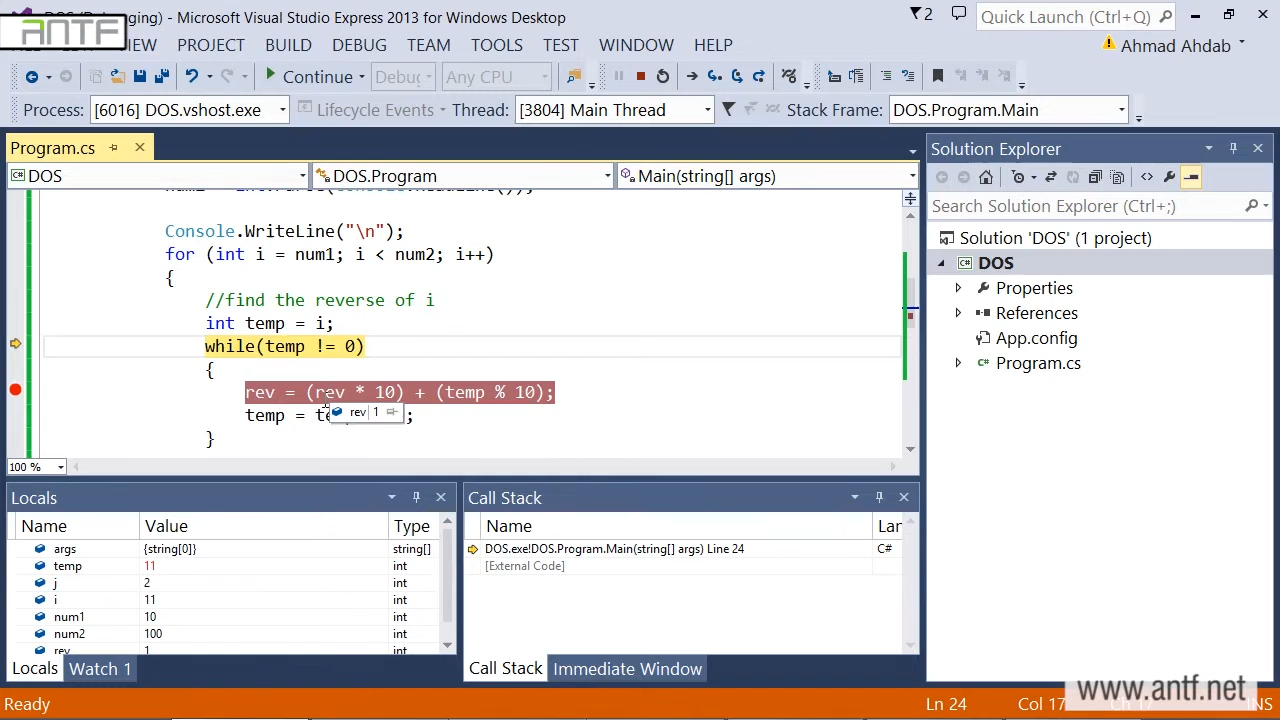 DOS (Debugging) - Microsoft Visual Studio Express 2013 for Windows Desktop
2
Quick Launch (Ctrl+Q)
ANTF
VIEW PROJECT BUILD DEBUG TEAM TOOLS TEST WINDOW HELP
Ahmad Ahdab
Continue Debug Any CPU
Process: [6016] DOS.vshost.exe Lifecycle Events Thread: [3804] Main Thread Stack Frame: DOS.Program.Main
Program.cs
DOS DOS.Program Main(string[] args)
Console.WriteLine("\n");
for (int i = num1; i < num2; i++)
{
//find the reverse of i
int temp = i;
while(temp != 0)
{
rev = (rev * 10) + (temp % 10);
rev 1
temp = ;
}
100 %
Solution Explorer
Search Solution Explorer (Ctrl+;)
Solution 'DOS' (1 project)
DOS
Properties
References
App.config
Program.cs
Locals
Name Value Type
args {string[0]} string[]
temp 11 int
j 2 int
i 11 int
num1 10 int
num2 100 int
rev 1 int
Locals Watch 1
Call Stack
Name Lan
DOS.exe!DOS.Program.Main(string[] args) Line 24 C#
[External Code]
Call Stack Immediate Window
www.antf.net
Ready Ln 24 Col 17 INS